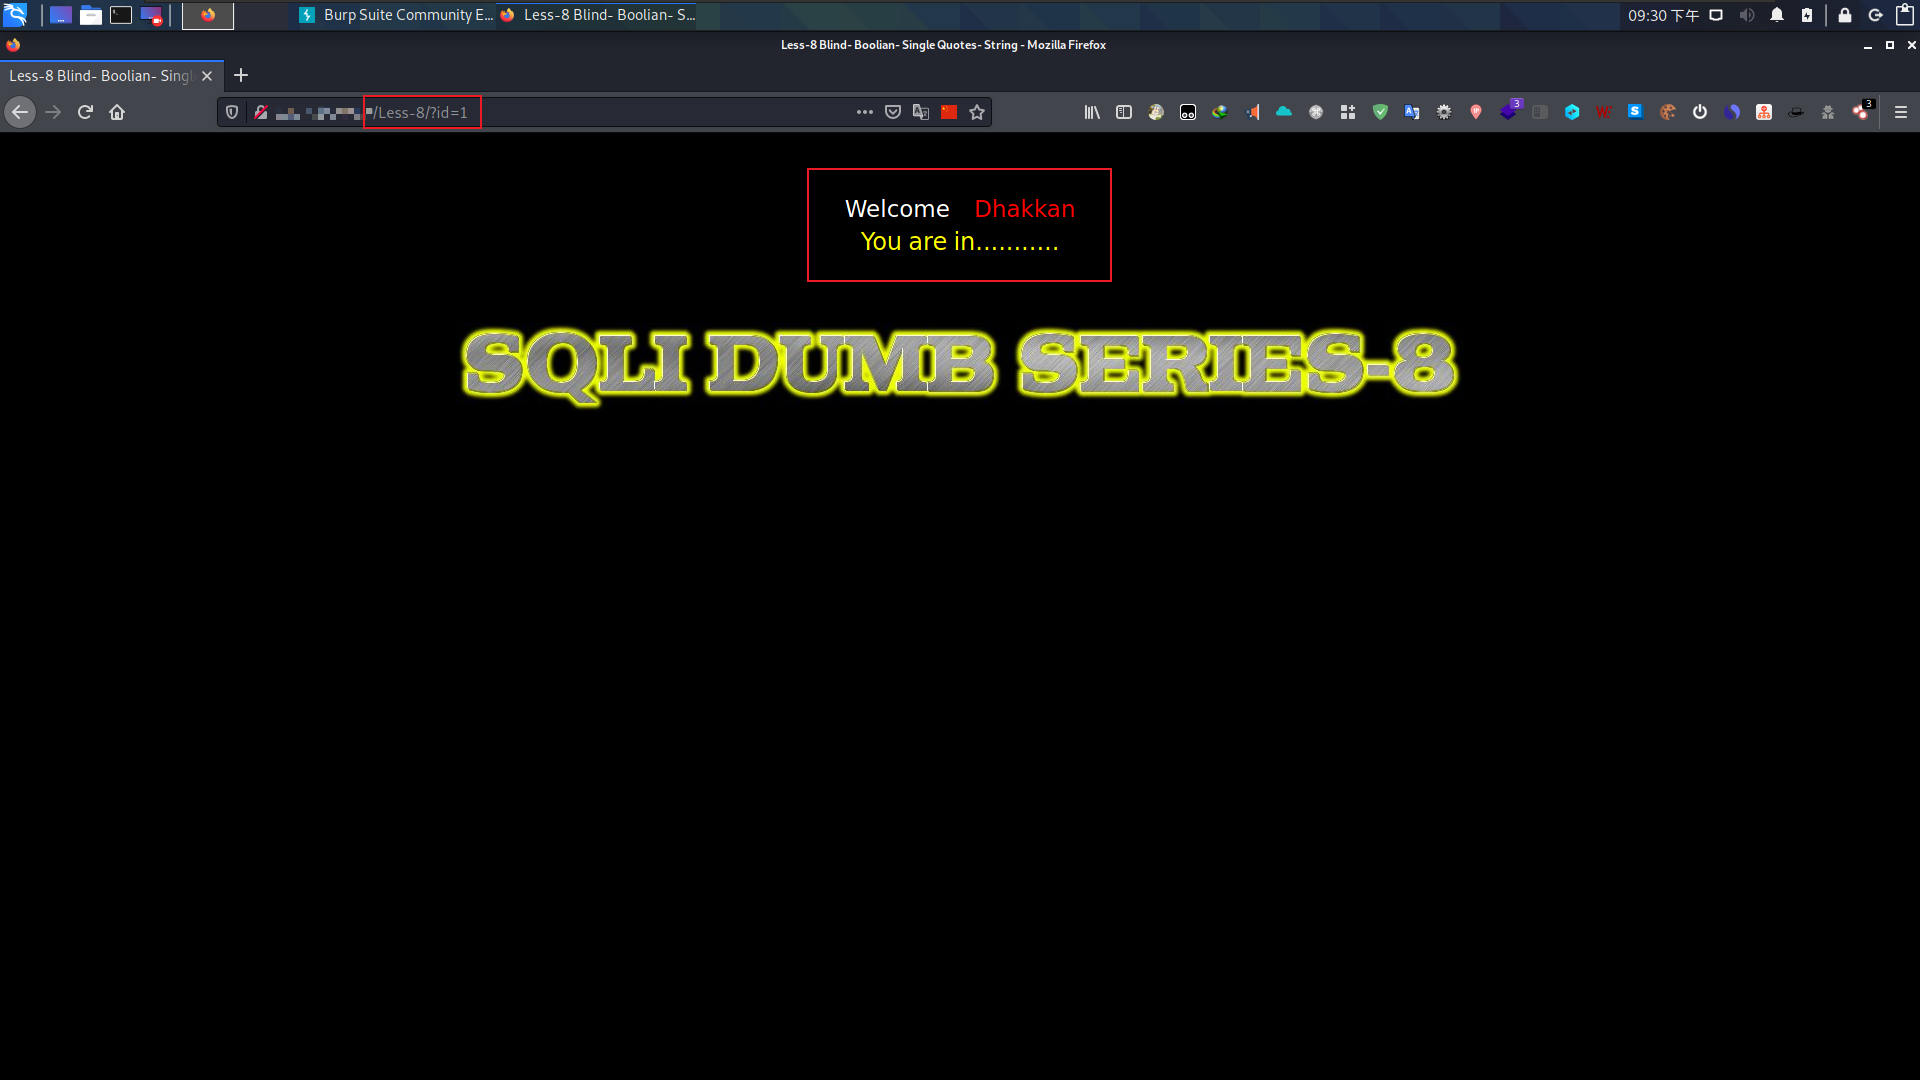 Burp Suite Community E...
Less-8 Blind- Boolian- S...
09:30 下午
Less-8 Blind- Boolian- Single Quotes- String - Mozilla Firefox
Less-8 Blind- Boolian- Singl
/Less-8/?id=1
3
3
Welcome Dhakkan
You are in...........
SQLI DUMB SERIES-8